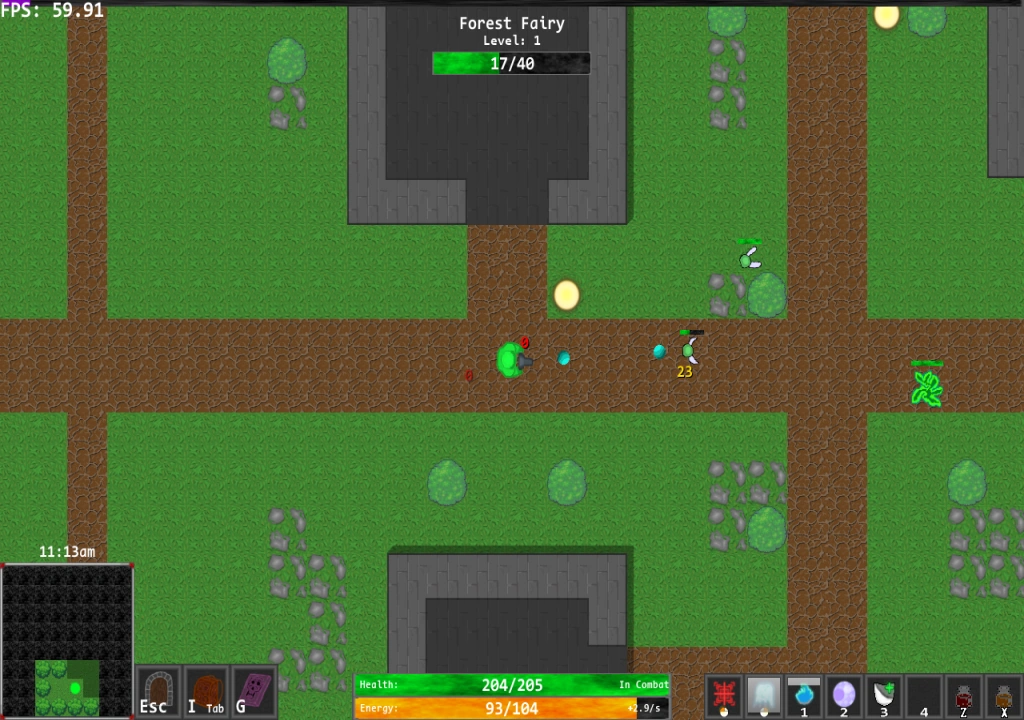 FPS: 59.91
Forest Fairy
Level: 1
17/40
0
0
23
11:13am
Esc
I Tab
G
Health: 204/205 In Combat
Energy: 93/104 +2.9/s
1
2
3
4
Z
X